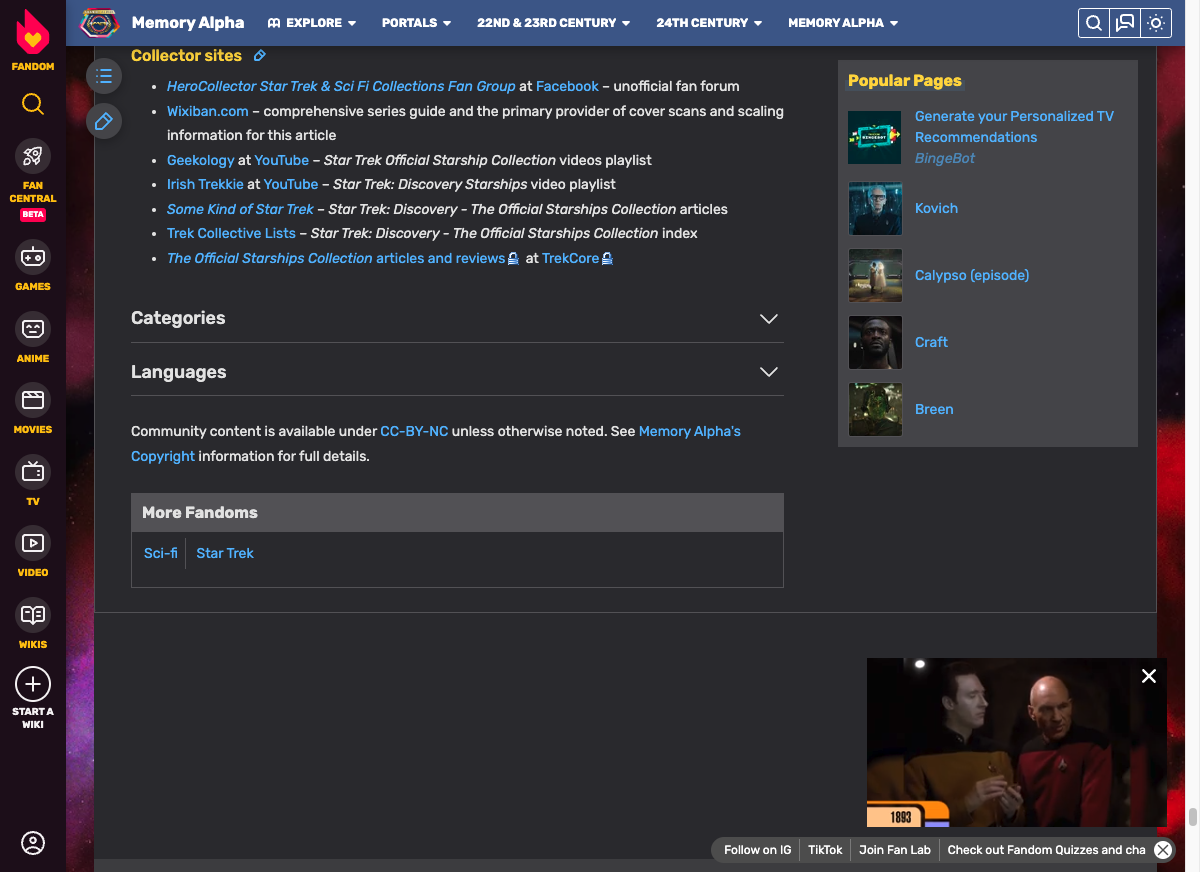 FANDOM
FAN
CENTRAL
BETA
GAMES
ANIME
MOVIES
TV
VIDEO
WIKIS
START A
WIKI
Memory Alpha
EXPLORE
PORTALS
22ND & 23RD CENTURY
24TH CENTURY
MEMORY ALPHA
Collector sites
HeroCollector Star Trek & Sci Fi Collections Fan Group at Facebook – unofficial fan forum
Wixiban.com – comprehensive series guide and the primary provider of cover scans and scaling
information for this article
Geekology at YouTube – Star Trek Official Starship Collection videos playlist
Irish Trekkie at YouTube – Star Trek: Discovery Starships video playlist
Some Kind of Star Trek – Star Trek: Discovery - The Official Starships Collection articles
Trek Collective Lists – Star Trek: Discovery - The Official Starships Collection index
The Official Starships Collection articles and reviews at TrekCore
Categories
Languages
Community content is available under CC-BY-NC unless otherwise noted. See Memory Alpha's
Copyright information for full details.
More Fandoms
Sci-fi
Star Trek
Popular Pages
Generate your Personalized TV
Recommendations
BingeBot
Kovich
Calypso (episode)
Craft
Breen
1893
Follow on IG
TikTok
Join Fan Lab
Check out Fandom Quizzes and cha